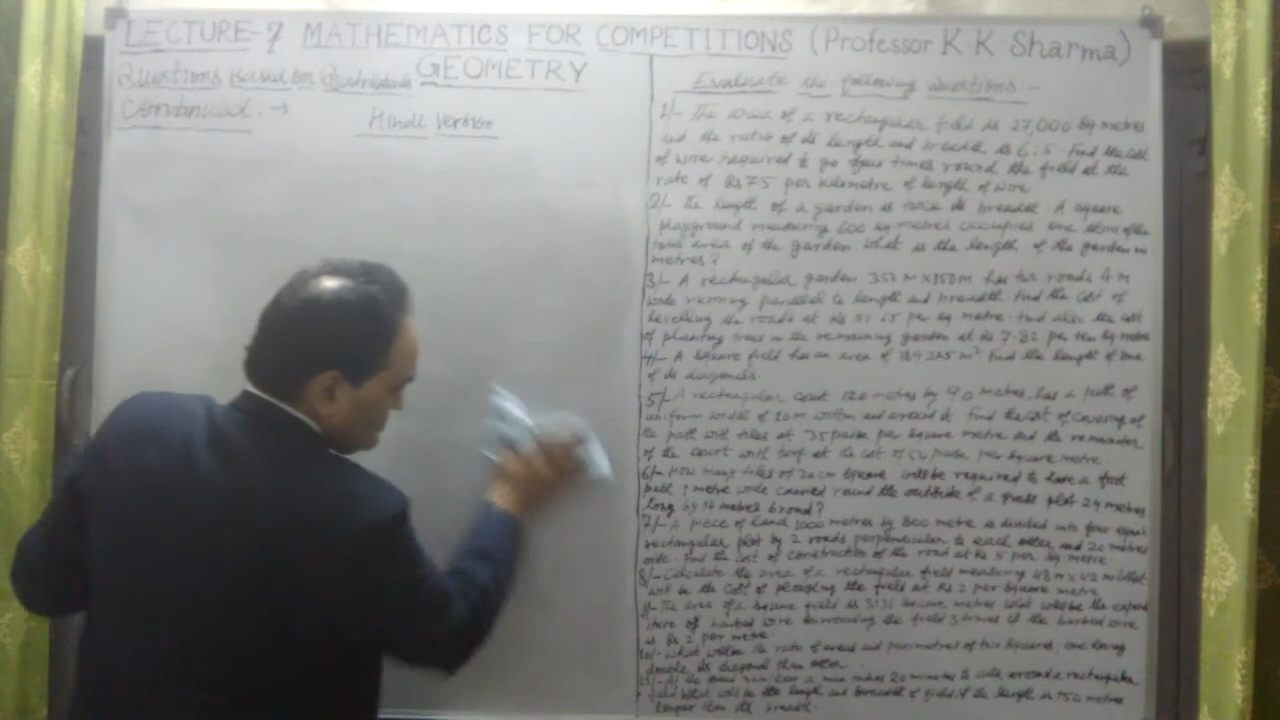 LECTURE-7 MATHEMATICS FOR COMPETITIONS (Professor K K Sharma)
GEOMETRY
Questions Based on
Continued. →
Hindi Version
Evaluate the following questions:-
1/- The area of a rectangular field is 27,000 sq metres
and the ratio of its length and breadth is 6:5. Find the cost
of wire required to go four times round the field at the
rate of Rs 75 per kilometre of length of wire
2/- The length of a garden is twice its breadth. A square
playground measuring 600 sq metres occupies one of the
total area of the garden. What is the length of the garden in
metres?
3/- A rectangular garden 350 m x 150 m has two roads 4 m
wide running parallel to length and breadth. Find the cost of
levelling the roads at Rs per sq metre. Find also the cost
of planting trees in the remaining garden at Rs 7.82 per ten sq metre
4/- A square field has an area of m² Find the length of one
of its diagonals.
5/- A rectangular court 120 metres by 90 metres, has a path of
uniform width of 10 m within and around it. Find the cost of covering of
the path with tiles at 35 paise per square metre and the remainder
of the court with turf at the cost of 50 paise per square metre.
6/- How many tiles of 20 cm square will be required to have a foot
path 1 metre wide carried round the outside of a grass plot 24 metres
long by 14 metres broad?
7/- A piece of land 1000 metres by 800 metre is divided into four equal
rectangular plot by 2 roads perpendicular to each other, and 20 metres
wide. Find the cost of construction of the road at Rs 5 per sq metre
8/- Calculate the area of a rectangular field measuring 48 m x 42 m. What
will be the cost of ploughing the field at Rs 2 per square metre
9/- The area of a square field is 3136 square metres what will be the expend
iture of barbed wire surrounding the field 3 times if the barbed wire
is Rs 2 per metre.
10/- What will be the ratio of areas and perimetres of two squares; one having
double its diagonal than other.
11/- At the a man takes 20 minutes to walk around a rectangular
field What will be the length and breadth of field, if the length is 150 metres
longer than its breadth.